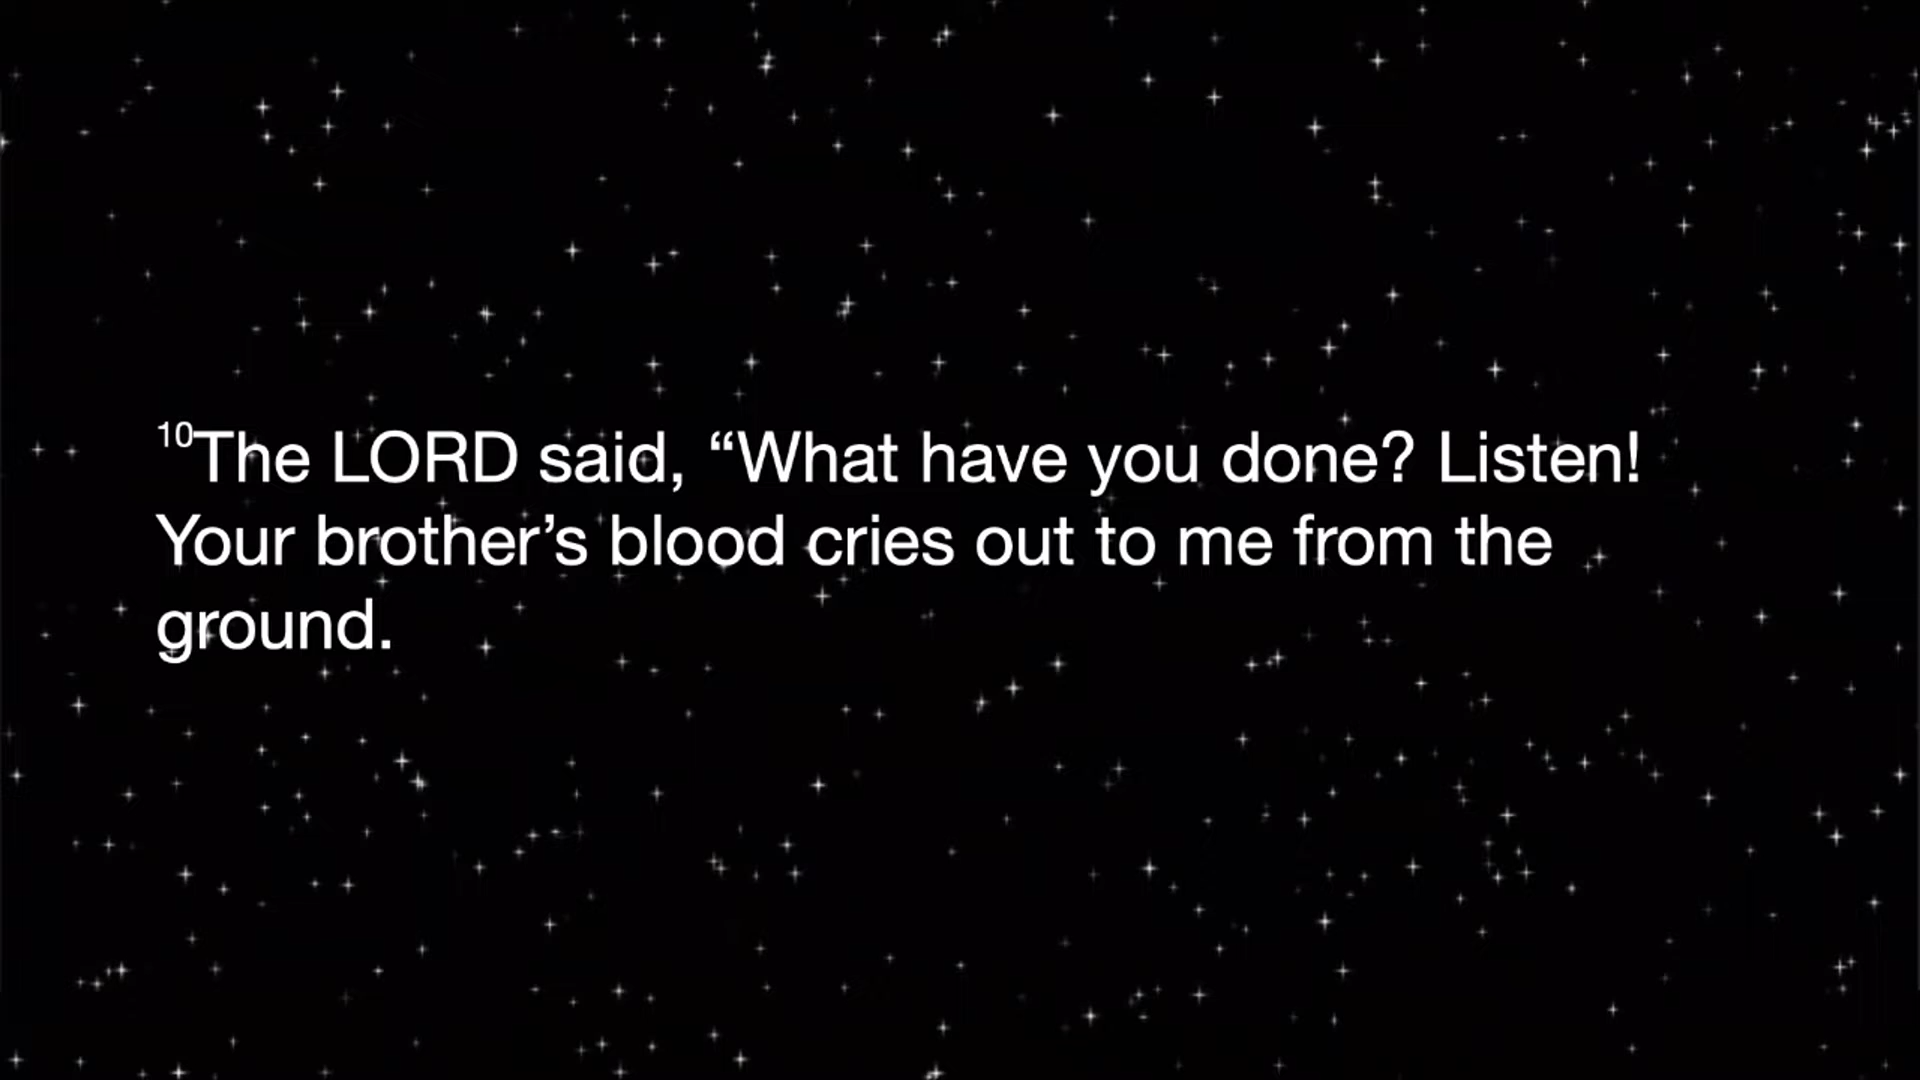 10The LORD said, “What have you done? Listen!
Your brother’s blood cries out to me from the
ground.